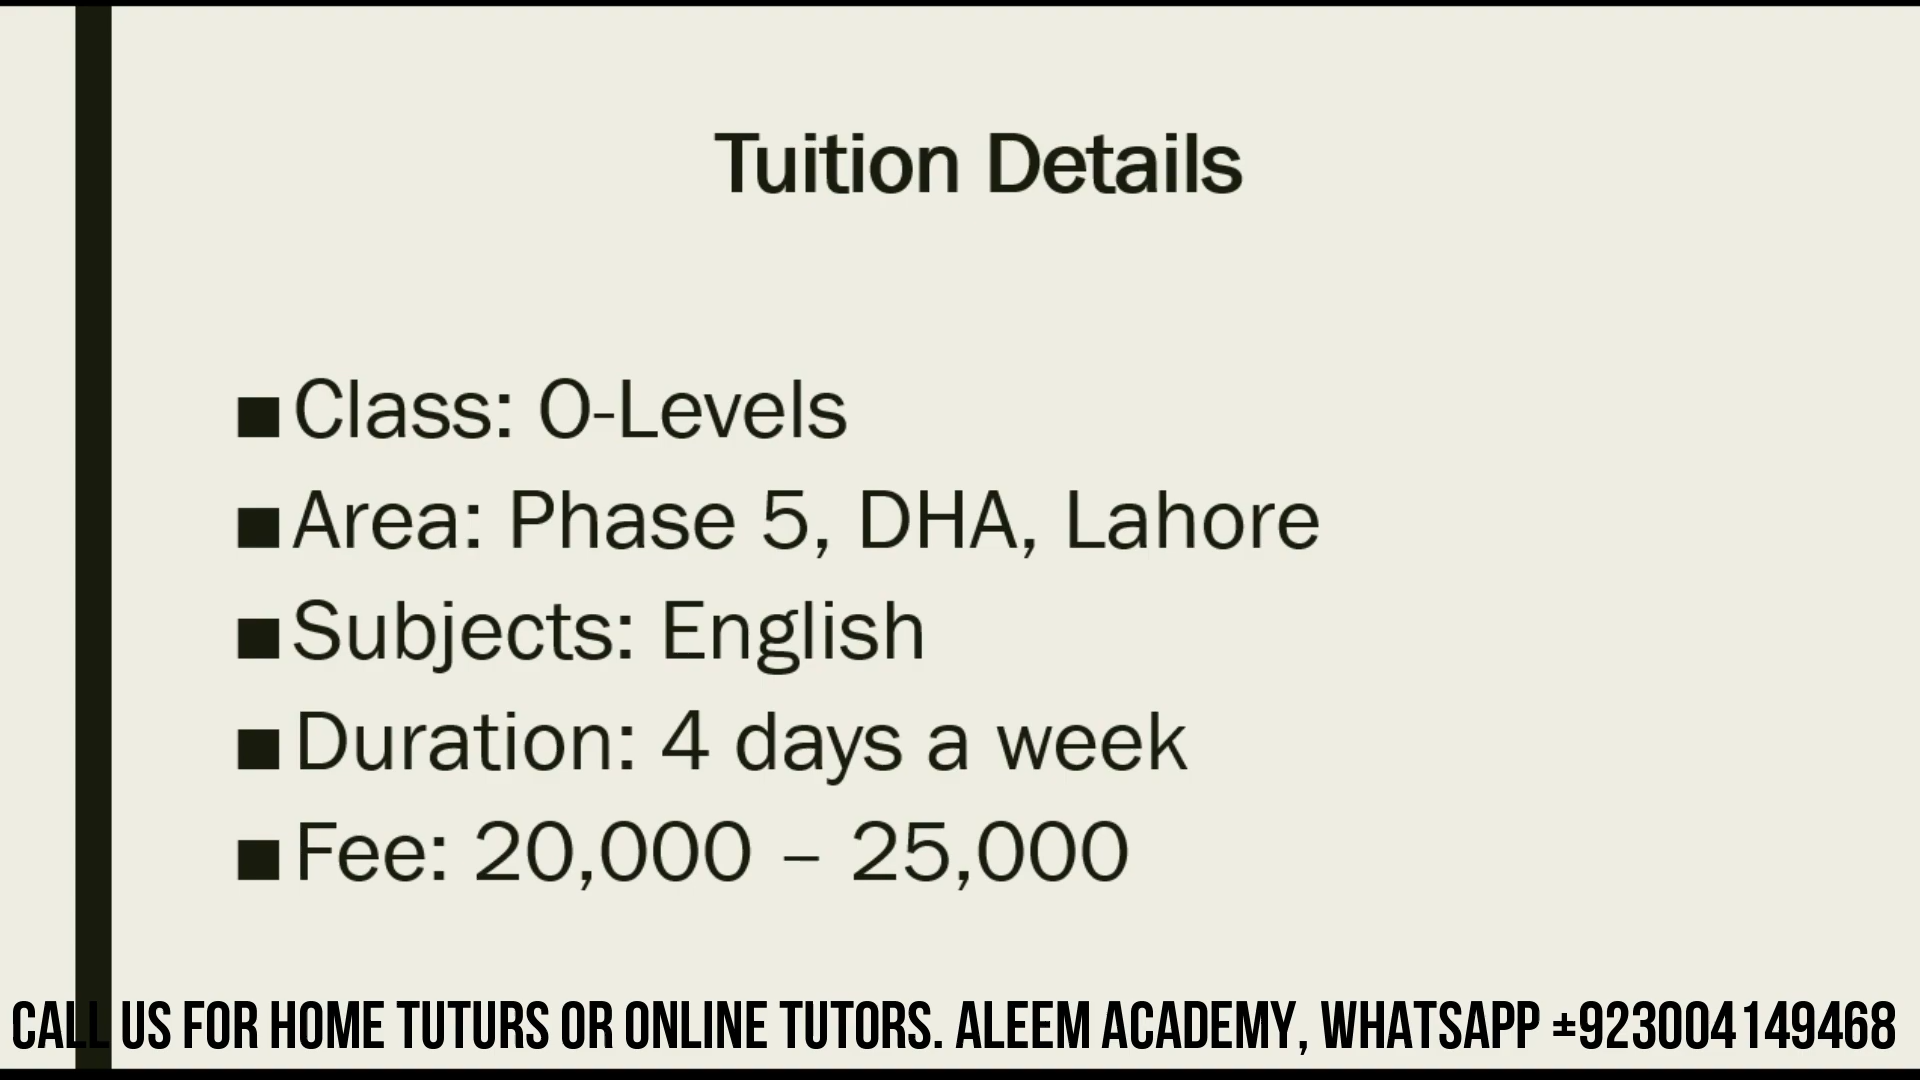 Tuition Details
■ Class: O-Levels
■ Area: Phase 5, DHA, Lahore
■ Subjects: English
■ Duration: 4 days a week
■ Fee: 20,000 – 25,000
CALL US FOR HOME TUTURS OR ONLINE TUTORS. ALEEM ACADEMY, WHATSAPP ±923004149468